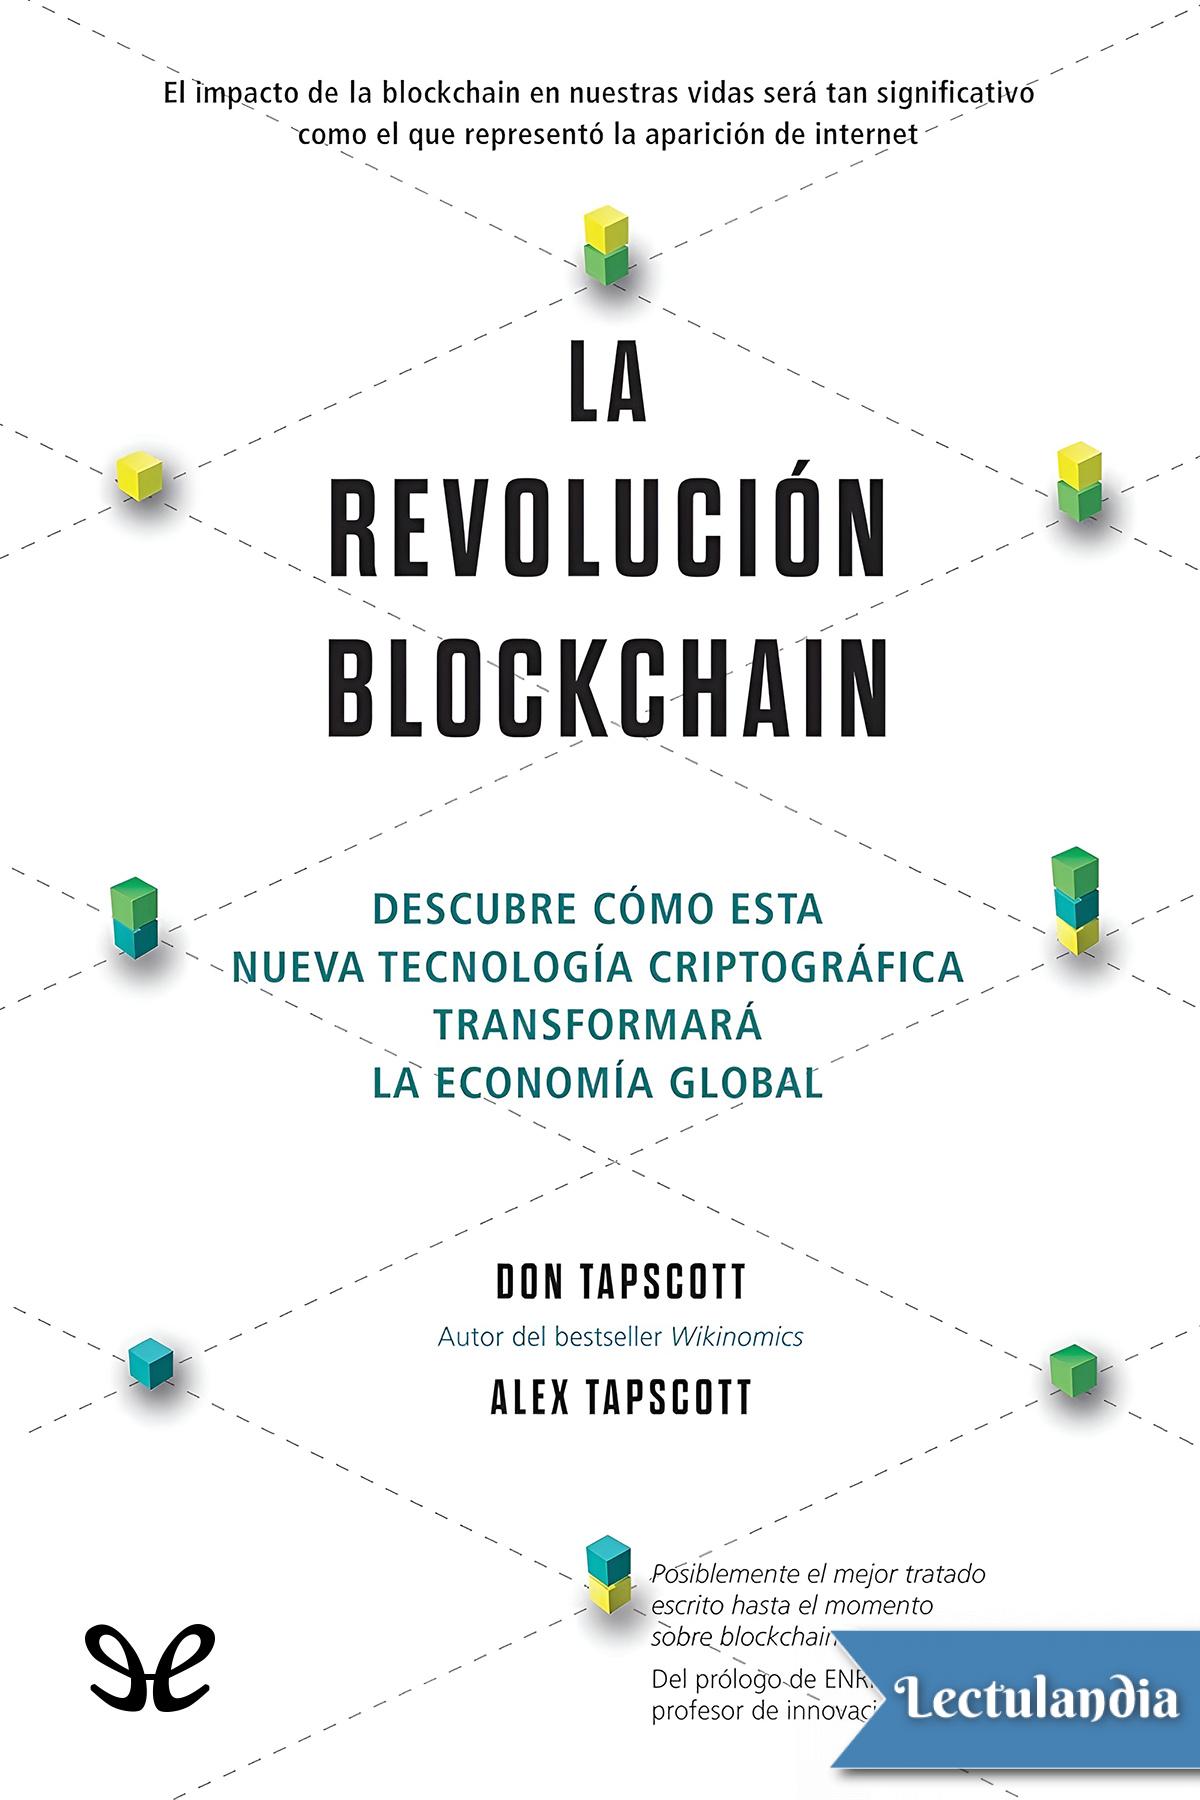 El impacto de la blockchain en nuestras vidas será tan significativo
como el que representó la aparición de internet
LA
REVOLUCIÓN
BLOCKCHAIN
DESCUBRE CÓMO ESTA
NUEVA TECNOLOGÍA CRIPTOGRÁFICA
TRANSFORMARÁ
LA ECONOMÍA GLOBAL
DON TAPSCOTT
Autor del bestseller Wikinomics
ALEX TAPSCOTT
Posiblemente el mejor tratado
escrito hasta el momento
sobre blockchain
Del prólogo de
profesor de
Lectulandia